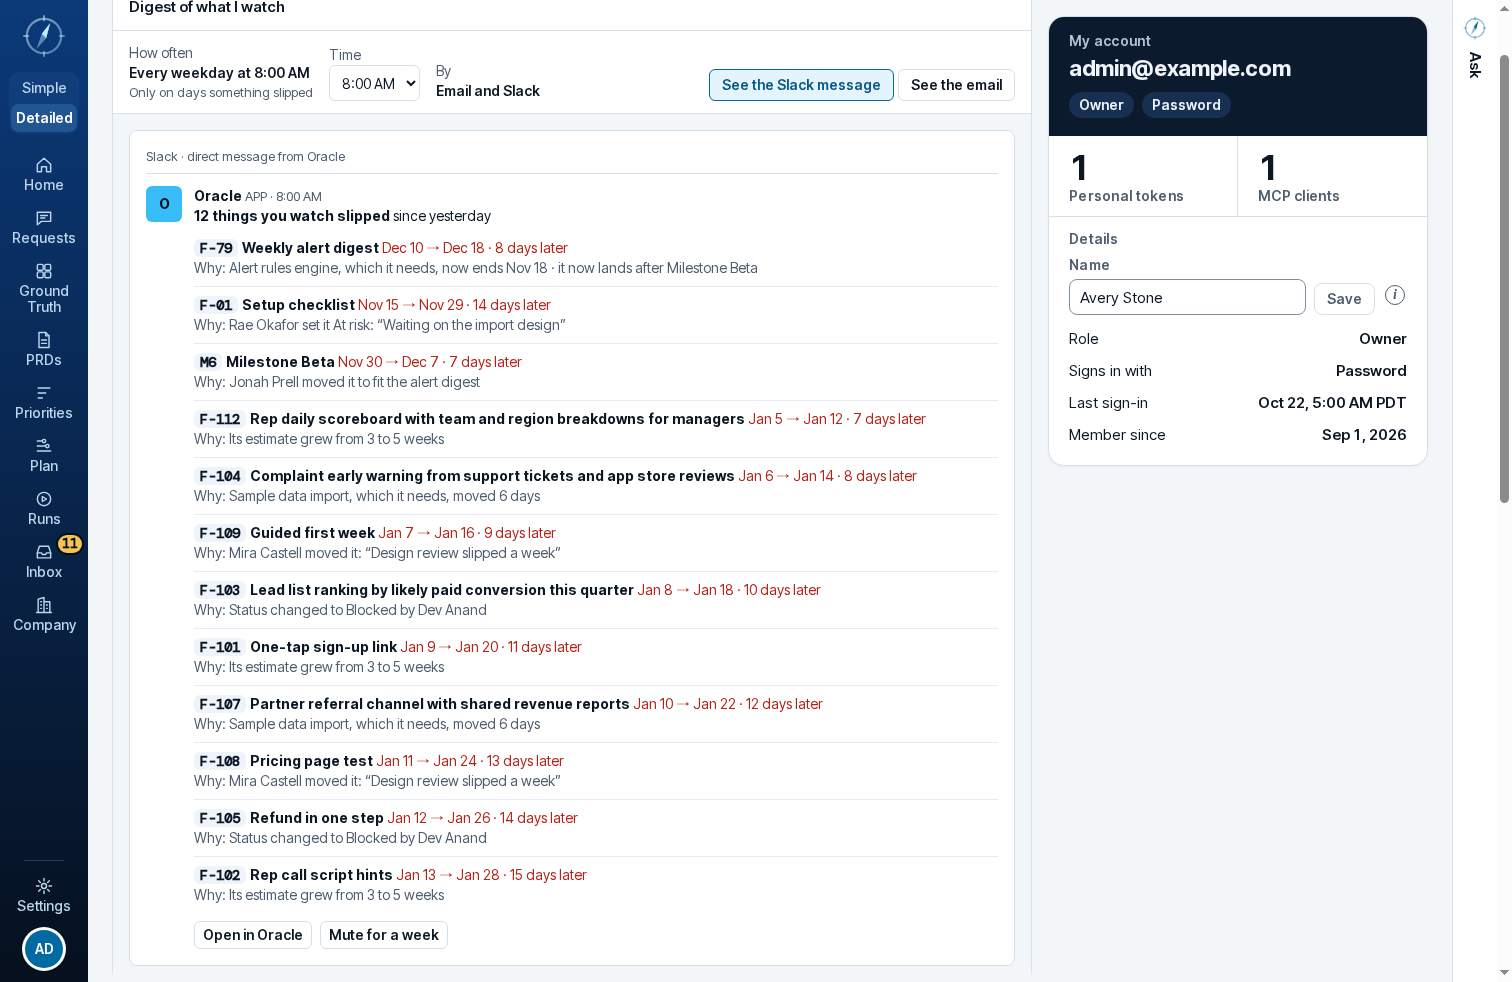 Simple
Detailed
Home
Requests
Ground
Truth
PRDs
Priorities
Plan
Runs
11
Inbox
Company
Settings
AD
Digest of what I watch
How often
Every weekday at 8:00 AM
Only on days something slipped
Time
8:00 AM
By
Email and Slack
See the Slack message
See the email
Slack · direct message from Oracle
O
Oracle APP · 8:00 AM
12 things you watch slipped since yesterday
F-79 Weekly alert digest Dec 10 → Dec 18 · 8 days later
Why: Alert rules engine, which it needs, now ends Nov 18 · it now lands after Milestone Beta
F-01 Setup checklist Nov 15 → Nov 29 · 14 days later
Why: Rae Okafor set it At risk: “Waiting on the import design”
M6 Milestone Beta Nov 30 → Dec 7 · 7 days later
Why: Jonah Prell moved it to fit the alert digest
F-112 Rep daily scoreboard with team and region breakdowns for managers Jan 5 → Jan 12 · 7 days later
Why: Its estimate grew from 3 to 5 weeks
F-104 Complaint early warning from support tickets and app store reviews Jan 6 → Jan 14 · 8 days later
Why: Sample data import, which it needs, moved 6 days
F-109 Guided first week Jan 7 → Jan 16 · 9 days later
Why: Mira Castell moved it: “Design review slipped a week”
F-103 Lead list ranking by likely paid conversion this quarter Jan 8 → Jan 18 · 10 days later
Why: Status changed to Blocked by Dev Anand
F-101 One-tap sign-up link Jan 9 → Jan 20 · 11 days later
Why: Its estimate grew from 3 to 5 weeks
F-107 Partner referral channel with shared revenue reports Jan 10 → Jan 22 · 12 days later
Why: Sample data import, which it needs, moved 6 days
F-108 Pricing page test Jan 11 → Jan 24 · 13 days later
Why: Mira Castell moved it: “Design review slipped a week”
F-105 Refund in one step Jan 12 → Jan 26 · 14 days later
Why: Status changed to Blocked by Dev Anand
F-102 Rep call script hints Jan 13 → Jan 28 · 15 days later
Why: Its estimate grew from 3 to 5 weeks
Open in Oracle
Mute for a week
My account
admin@example.com
Owner
Password
1
Personal tokens
1
MCP clients
Details
Name
Avery Stone
Save
i
Role Owner
Signs in with Password
Last sign-in Oct 22, 5:00 AM PDT
Member since Sep 1, 2026
Ask